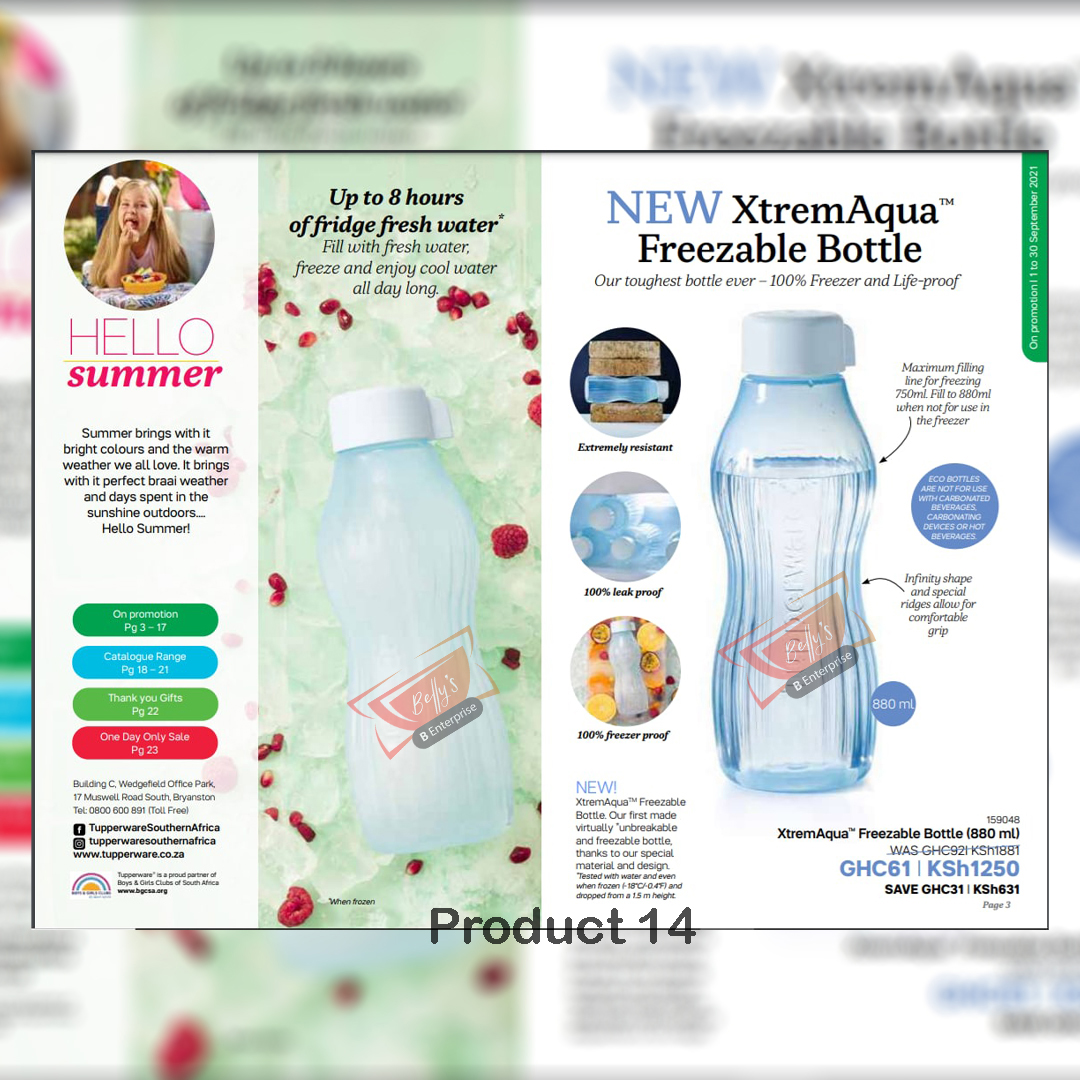 HELLO
summer
Summer brings with it
bright colours and the warm
weather we all love. It brings
with it perfect braai weather
and days spent in the
sunshine outdoors....
Hello Summer!
On promotion
Pg 3 – 17
Catalogue Range
Pg 18 – 21
Thank you Gifts
Pg 22
One Day Only Sale
Pg 23
Building C, Wedgefield Office Park,
17 Muswell Road South, Bryanston
Tel: 0800 600 891 (Toll Free)
TupperwareSouthernAfrica
tupperwaresouthernafrica
www.tupperware.co.za
Tupperware® is a proud partner of
Boys & Girls Clubs of South Africa
www.bgcsa.org
Up to 8 hours
of fridge fresh water*
Fill with fresh water,
freeze and enjoy cool water
all day long.
Belly's
B Enterprise
*When frozen
NEW XtremAqua™
Freezable Bottle
Our toughest bottle ever – 100% Freezer and Life-proof
On promotion | 1 to 30 September 2021
Extremely resistant
100% leak proof
100% freezer proof
Maximum filling
line for freezing
750ml. Fill to 880ml
when not for use in
the freezer
ECO BOTTLES
ARE NOT FOR USE
WITH CARBONATED
BEVERAGES,
CARBONATING
DEVICES OR HOT
BEVERAGES.
Infinity shape
and special
ridges allow for
comfortable
grip
Belly's
B Enterprise
880 ml
NEW!
XtremAqua™ Freezable
Bottle. Our first made
virtually *unbreakable
and freezable bottle,
thanks to our special
material and design.
*Tested with water and even
when frozen (-18°C/-0.4°F) and
dropped from a 1.5 m height.
159048
XtremAqua™ Freezable Bottle (880 ml)
WAS GHC92| KSh1881
GHC61 | KSh1250
SAVE GHC31 | KSh631
Page 3
Product 14